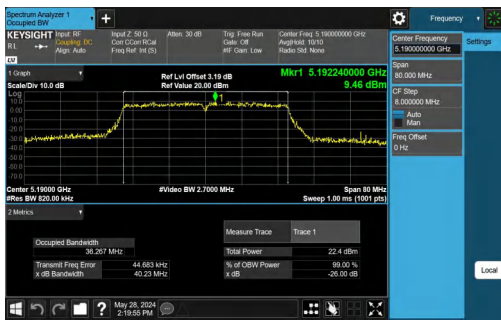 Spectrum Analyzer 1
Occupied BW
+
Frequency
KEYSIGHT
RL
Input: RF
Coupling: DC
Align: Auto
Input Z: 50 Ω
Corr CCorr RCal
Freq Ref: Int (S)
Atten: 30 dB
Trig: Free Run
Gate: Off
#IF Gain: Low
Center Freq: 5.190000000 GHz
Avg|Hold: 10/10
Radio Std: None
Center Frequency
5.190000000 GHz
Settings
Span
80.000 MHz
CF Step
8.000000 MHz
Auto
Man
Freq Offset
0 Hz
1 Graph
Scale/Div 10.0 dB
Ref Lvl Offset 3.19 dB
Ref Value 20.00 dBm
Mkr1 5.192240000 GHz
9.46 dBm
Log
10.0
0.00
-10.0
-20.0
-30.0
-40.0
-50.0
-60.0
-70.0
1
Center 5.19000 GHz
#Res BW 820.00 kHz
#Video BW 2.7000 MHz
Span 80 MHz
Sweep 1.00 ms (1001 pts)
2 Metrics
Measure Trace
Trace 1
Occupied Bandwidth
36.267 MHz
Total Power
22.4 dBm
Transmit Freq Error
44.683 kHz
% of OBW Power
99.00 %
x dB Bandwidth
40.23 MHz
x dB
-26.00 dB
Local
?
May 28, 2024
2:19:55 PM